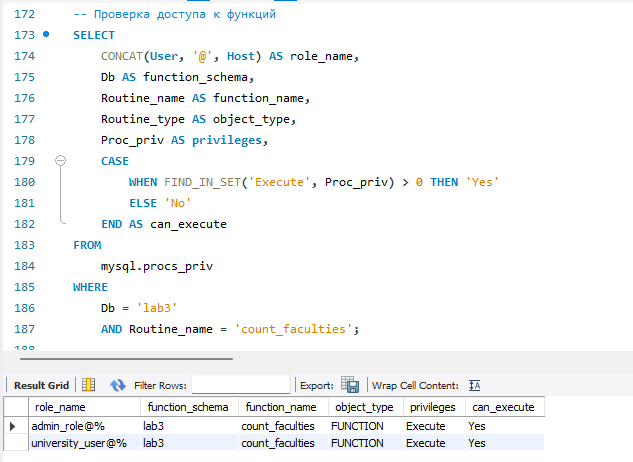 172 -- Проверка доступа к функций
173 SELECT
174 CONCAT(User, '@', Host) AS role_name,
175 Db AS function_schema,
176 Routine_name AS function_name,
177 Routine_type AS object_type,
178 Proc_priv AS privileges,
179 CASE
180 WHEN FIND_IN_SET('Execute', Proc_priv) > 0 THEN 'Yes'
181 ELSE 'No'
182 END AS can_execute
183 FROM
184 mysql.procs_priv
185 WHERE
186 Db = 'lab3'
187 AND Routine_name = 'count_faculties';
188
Result Grid Filter Rows: Export: Wrap Cell Content:
role_name function_schema function_name object_type privileges can_execute
admin_role@% lab3 count_faculties FUNCTION Execute Yes
university_user@% lab3 count_faculties FUNCTION Execute Yes